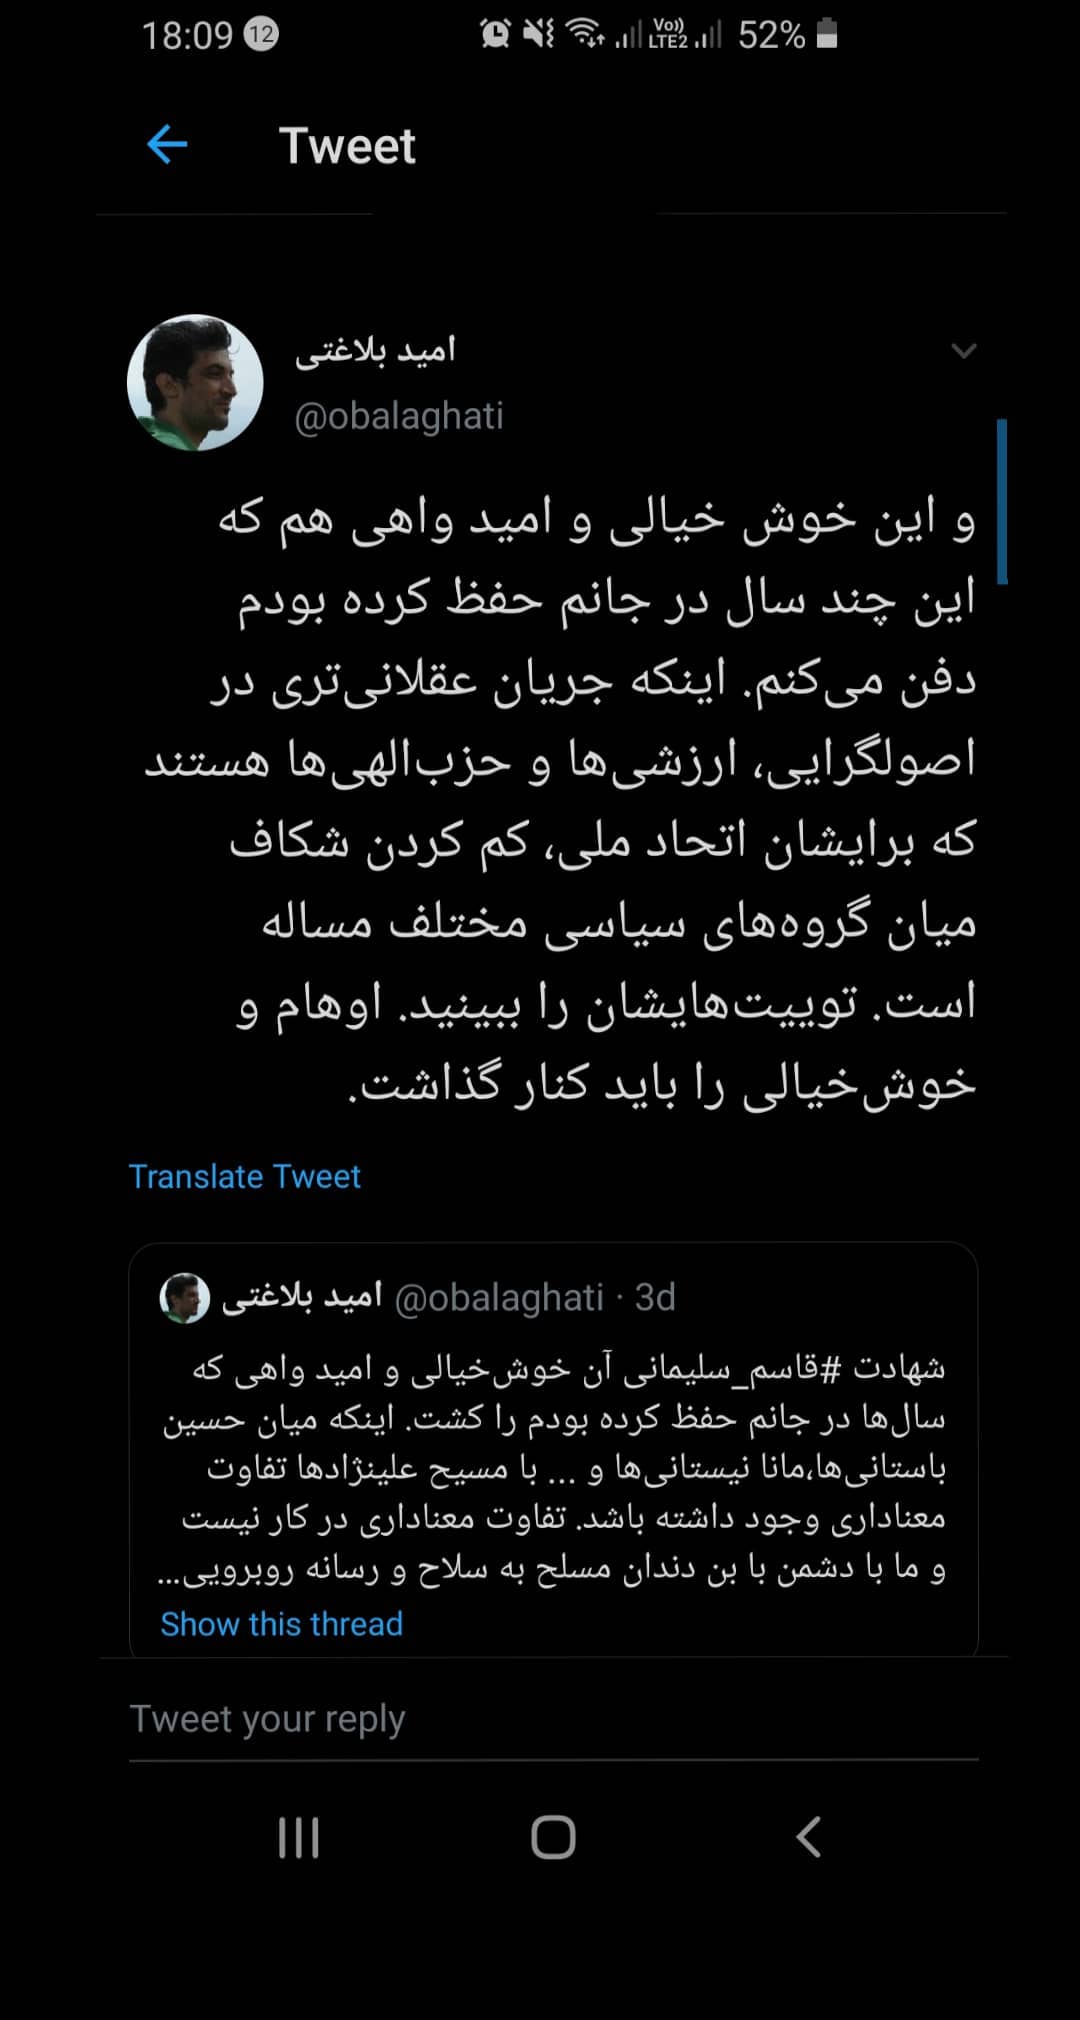 18:09 12 Vo)) LTE2 52%
Tweet
امید بلاغتی
@obalaghati
و این خوش خیالی و امید واهی هم که
این چند سال در جانم حفظ کرده بودم
دفن می‌کنم. اینکه جریان عقلانی‌تری در
اصولگرایی، ارزشی‌ها و حزب‌الهی‌ها هستند
که برایشان اتحاد ملی، کم کردن شکاف
میان گروه‌های سیاسی مختلف مساله
است. توییت‌هایشان را ببینید. اوهام و
خوش‌خیالی را باید کنار گذاشت.
Translate Tweet
امید بلاغتی @obalaghati · 3d
شهادت #قاسم_سلیمانی آن خوش‌خیالی و امید واهی که
سال‌ها در جانم حفظ کرده بودم را کشت. اینکه میان حسین
باستانی‌ها،مانا نیستانی‌ها و ... با مسیح علینژادها تفاوت
معناداری وجود داشته باشد. تفاوت معناداری در کار نیست
و ما با دشمن با بن دندان مسلح به سلاح و رسانه روبرویی...
Show this thread
Tweet your reply